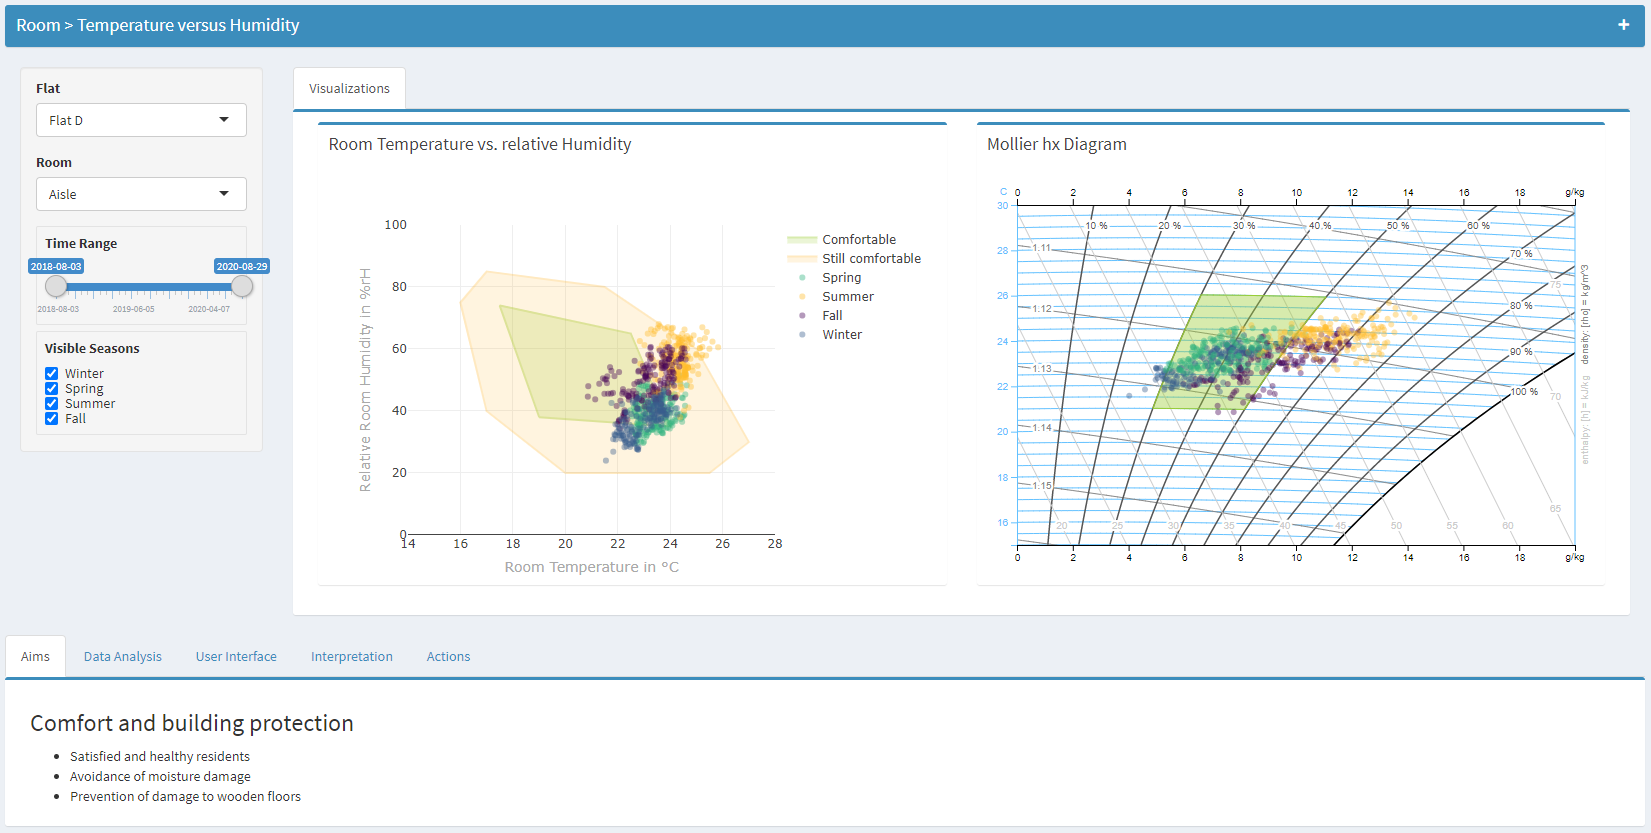 Room > Temperature versus Humidity
+
Flat
Flat D
Room
Aisle
Time Range
2018-08-03 2020-08-29
2018-08-03 2019-06-05 2020-04-07
Visible Seasons
Winter
Spring
Summer
Fall
Visualizations
Room Temperature vs. relative Humidity
100
80
60
40
20
0
Relative Room Humidity in %rH
14 16 18 20 22 24 26 28
Room Temperature in °C
Comfortable
Still comfortable
Spring
Summer
Fall
Winter
Mollier hx Diagram
C 0 2 4 6 8 10 12 14 16 18 g/kg
30
28
26
24
22
20
18
16
10 % 20 % 30 % 40 % 50 % 60 %
70 %
80 %
90 %
100 %
1.11
1.12
1.13
1.14
1.15
20 25 30 35 40 45 50 55 60
65
70
75
density: [rho] = kg/m^3
enthalpy: [h] = kJ/kg
0 2 4 6 8 10 12 14 16 18 g/kg
Aims Data Analysis User Interface Interpretation Actions
Comfort and building protection
• Satisfied and healthy residents
• Avoidance of moisture damage
• Prevention of damage to wooden floors